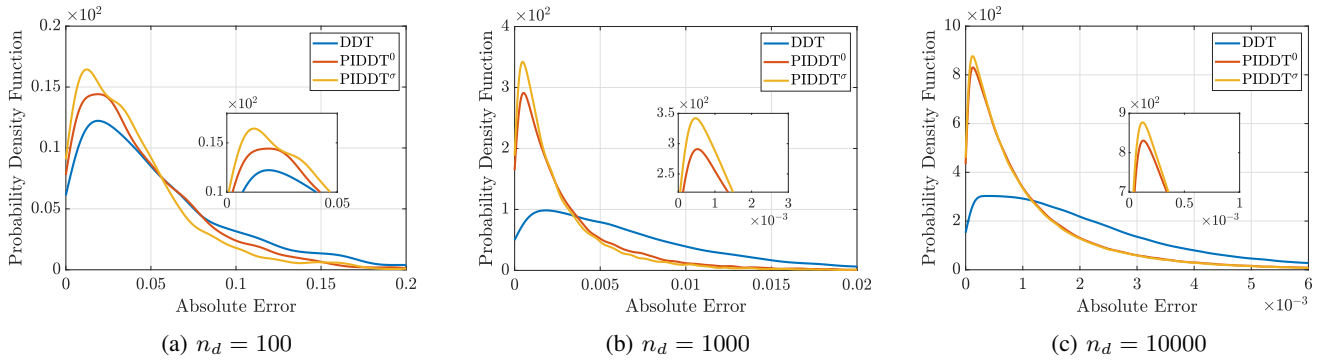 ×10²
0.2
0.15
0.1
0.05
0
0 0.05 0.1 0.15 0.2
Probability Density Function
Absolute Error
DDT
PIDDT⁰
PIDDTσ
×10²
0.15
0.1
0 0.05
(a) n_d = 100
×10²
5
4
3
2
1
0
0 0.005 0.01 0.015 0.02
Probability Density Function
Absolute Error
DDT
PIDDT⁰
PIDDTσ
×10²
3.5
3
2.5
0 1 2 3
×10⁻³
(b) n_d = 1000
×10²
10
8
6
4
2
0
0 1 2 3 4 5 6
×10⁻³
Probability Density Function
Absolute Error
DDT
PIDDT⁰
PIDDTσ
×10²
9
8
7
0 0.5 1
×10⁻³
(c) n_d = 10000